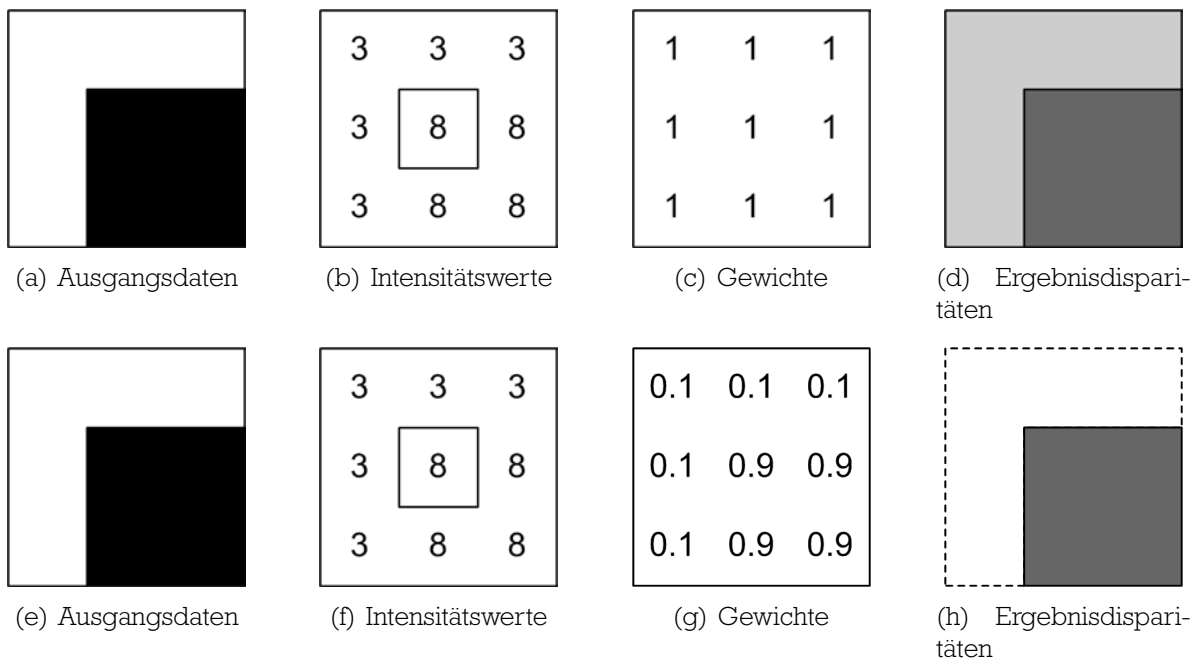 3 3 3
3 8 8
3 8 8
1 1 1
1 1 1
1 1 1
(a) Ausgangsdaten
(b) Intensitätswerte
(c) Gewichte
(d) Ergebnisdispari-
täten
3 3 3
3 8 8
3 8 8
0.1 0.1 0.1
0.1 0.9 0.9
0.1 0.9 0.9
(e) Ausgangsdaten
(f) Intensitätswerte
(g) Gewichte
(h) Ergebnisdispari-
täten